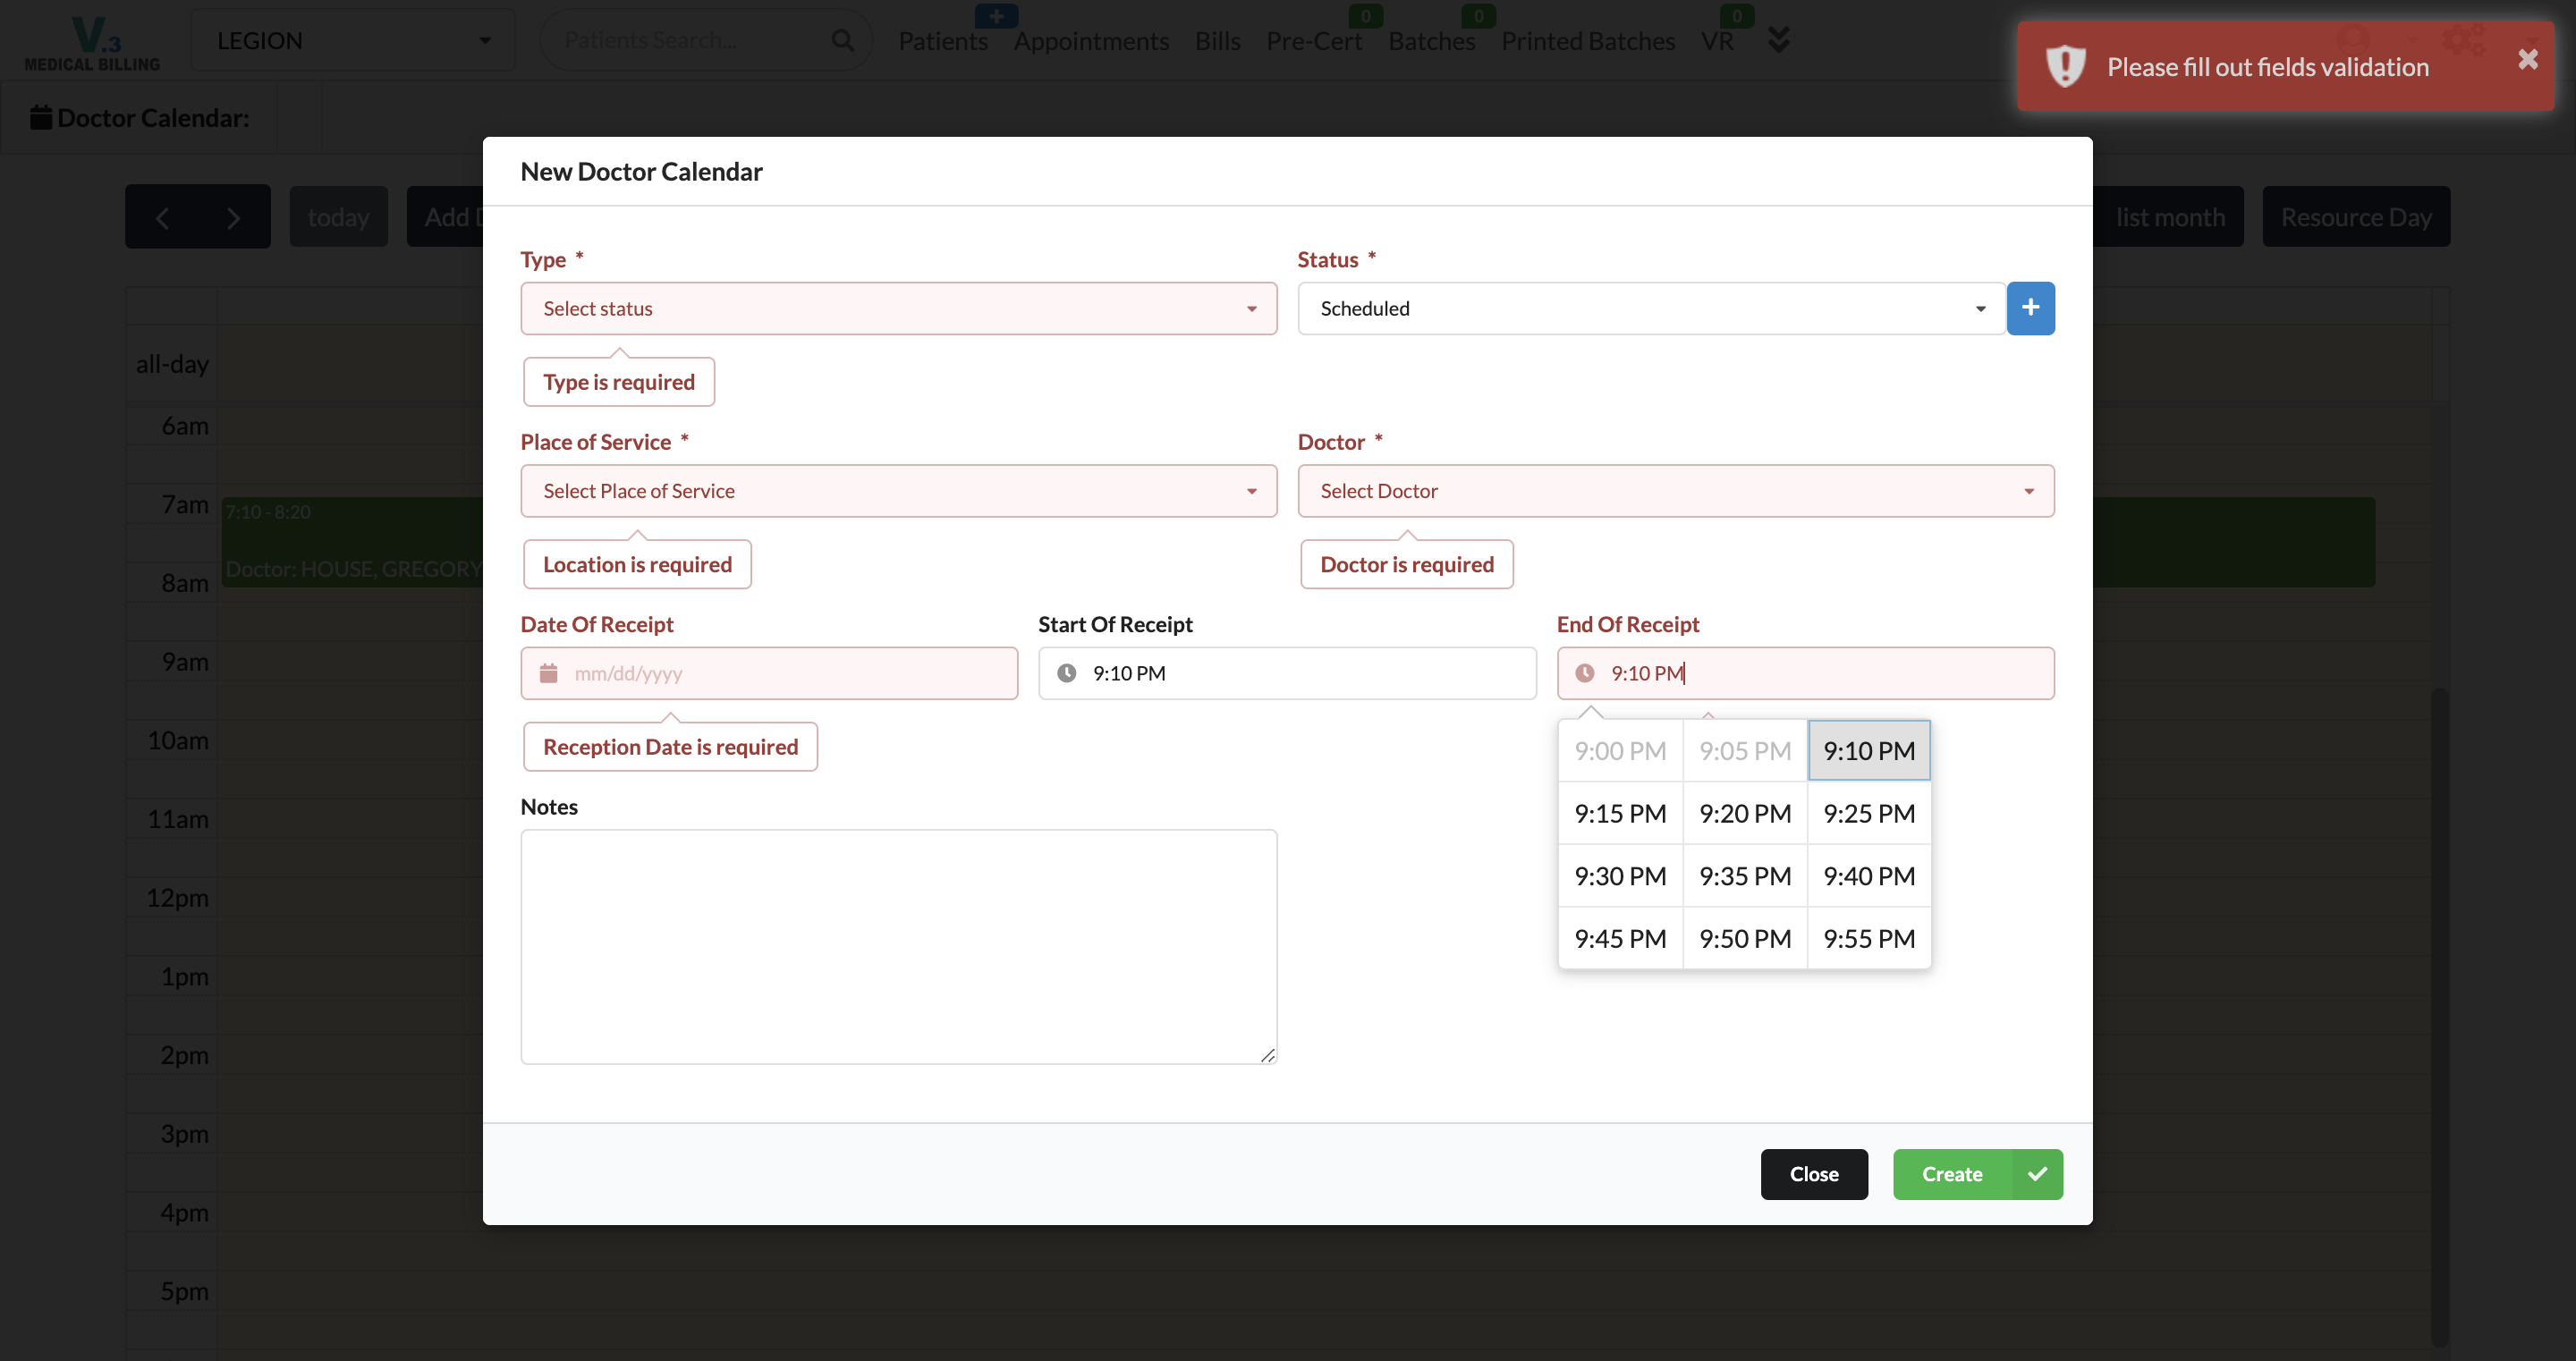 V.3
MEDICAL BILLING
LEGION
Patients Search...
Patients
Appointments
Bills
Pre-Cert
0
Batches
0
Printed Batches
VR
0
Please fill out fields validation
Doctor Calendar:
today
Add
list month
Resource Day
New Doctor Calendar
Type *
Select status
Type is required
Status *
Scheduled
Place of Service *
Select Place of Service
Location is required
Doctor *
Select Doctor
Doctor is required
Date Of Receipt
mm/dd/yyyy
Reception Date is required
Start Of Receipt
9:10 PM
End Of Receipt
9:10 PM
9:00 PM 9:05 PM 9:10 PM
9:15 PM 9:20 PM 9:25 PM
9:30 PM 9:35 PM 9:40 PM
9:45 PM 9:50 PM 9:55 PM
Notes
Close
Create
all-day
6am
7am
7:10 - 8:20
Doctor: HOUSE, GREGORY
8am
9am
10am
11am
12pm
1pm
2pm
3pm
4pm
5pm